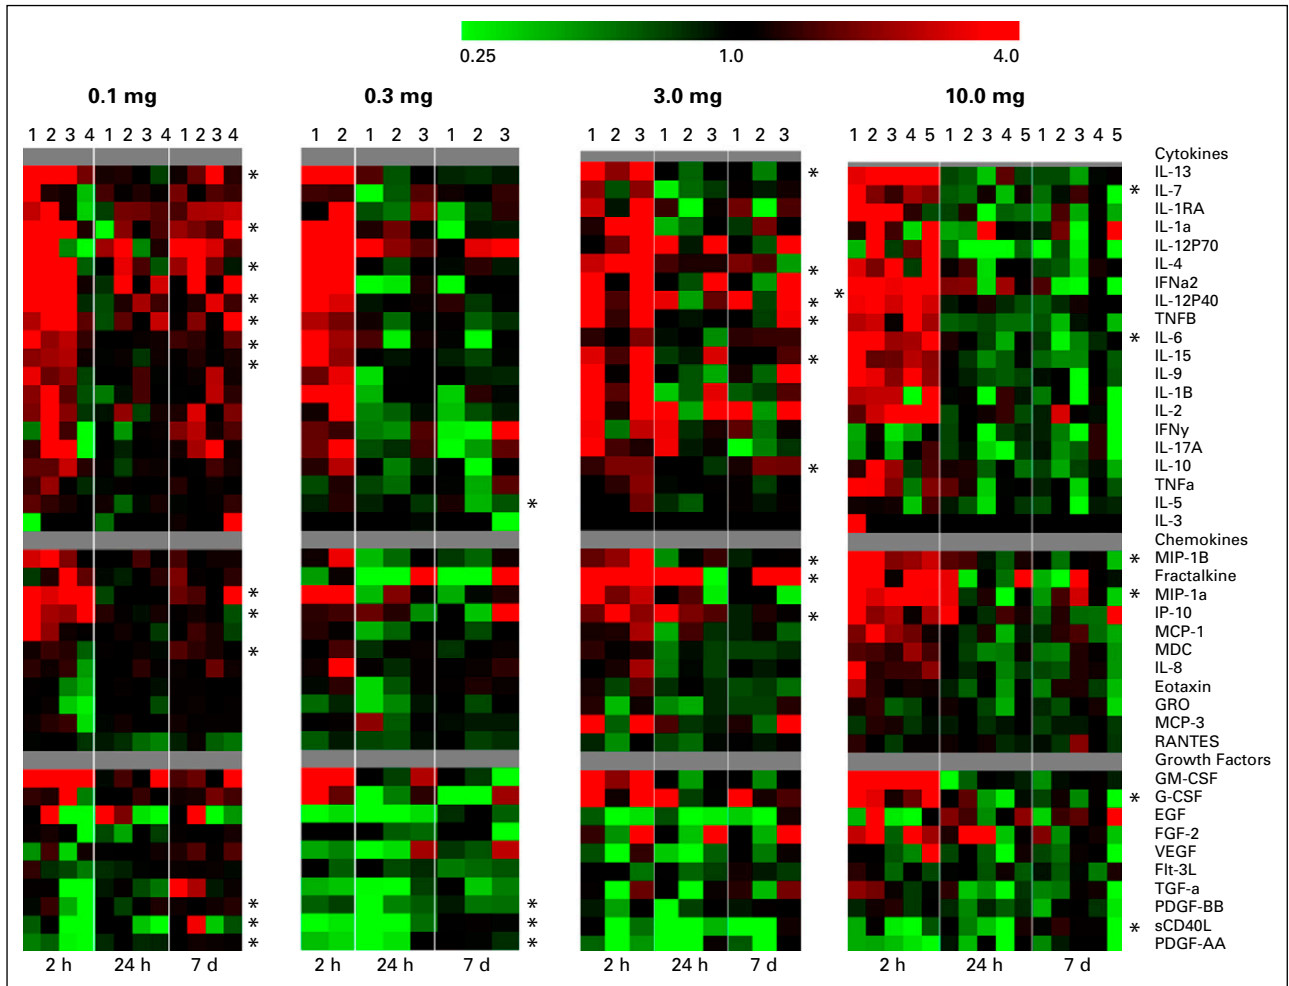 0.25 1.0 4.0
0.1 mg 0.3 mg 3.0 mg 10.0 mg
1 2 3 4 1 2 3 4 1 2 3 4 1 2 1 2 3 1 2 3 1 2 3 1 2 3 1 2 3 1 2 3 4 5 1 2 3 4 5 1 2 3 4 5
Cytokines
* * IL-13
* IL-7
IL-1RA
* IL-1a
IL-12P70
* * IL-4
IFNa2
* * * IL-12P40
* * TNFB
* * IL-6
* * IL-15
IL-9
IL-1B
IL-2
IFNy
IL-17A
* IL-10
TNFa
* IL-5
IL-3
Chemokines
* * MIP-1B
* Fractalkine
* * MIP-1a
* * IP-10
MCP-1
* MDC
IL-8
Eotaxin
GRO
MCP-3
RANTES
Growth Factors
GM-CSF
* G-CSF
EGF
FGF-2
VEGF
Flt-3L
TGF-a
* * PDGF-BB
* * * sCD40L
* * PDGF-AA
2 h 24 h 7 d 2 h 24 h 7 d 2 h 24 h 7 d 2 h 24 h 7 d